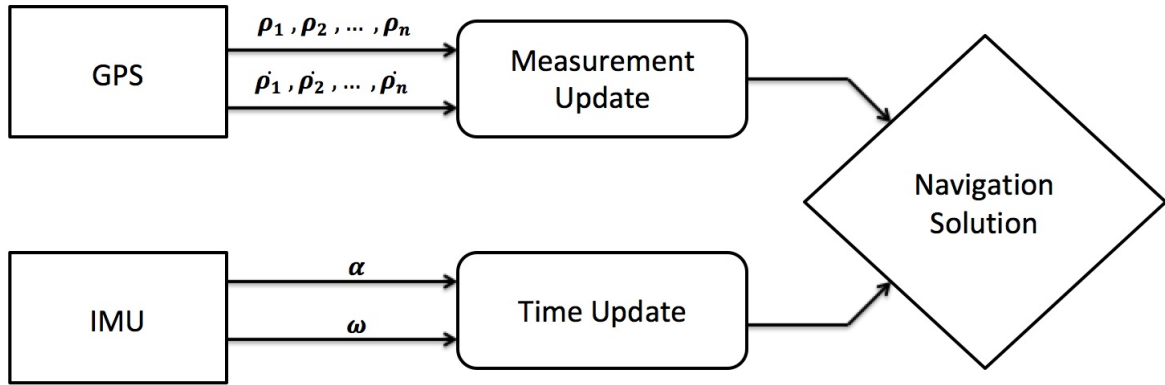 GPS
ρ₁ , ρ₂ , ... , ρₙ
ρ̇₁ , ρ̇₂ , ... , ρ̇ₙ
Measurement
Update
Navigation
Solution
IMU
α
ω
Time Update